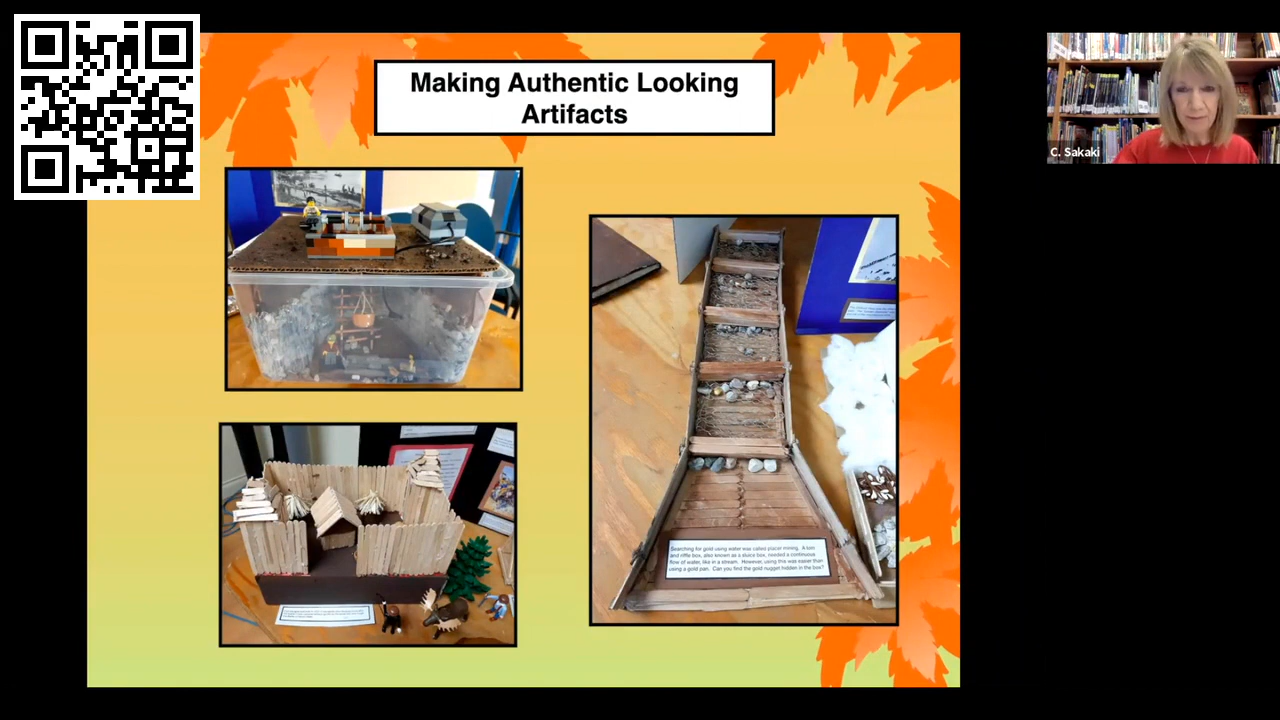 Making Authentic Looking
Artifacts
C. Sakaki
Searching for gold using water was called placer mining. A tom
and riffle box, also known as a sluice box, needed a continuous
flow of water, like in a stream. However, using this was easier than
using a gold pan. Can you find the gold nugget hidden in the box?